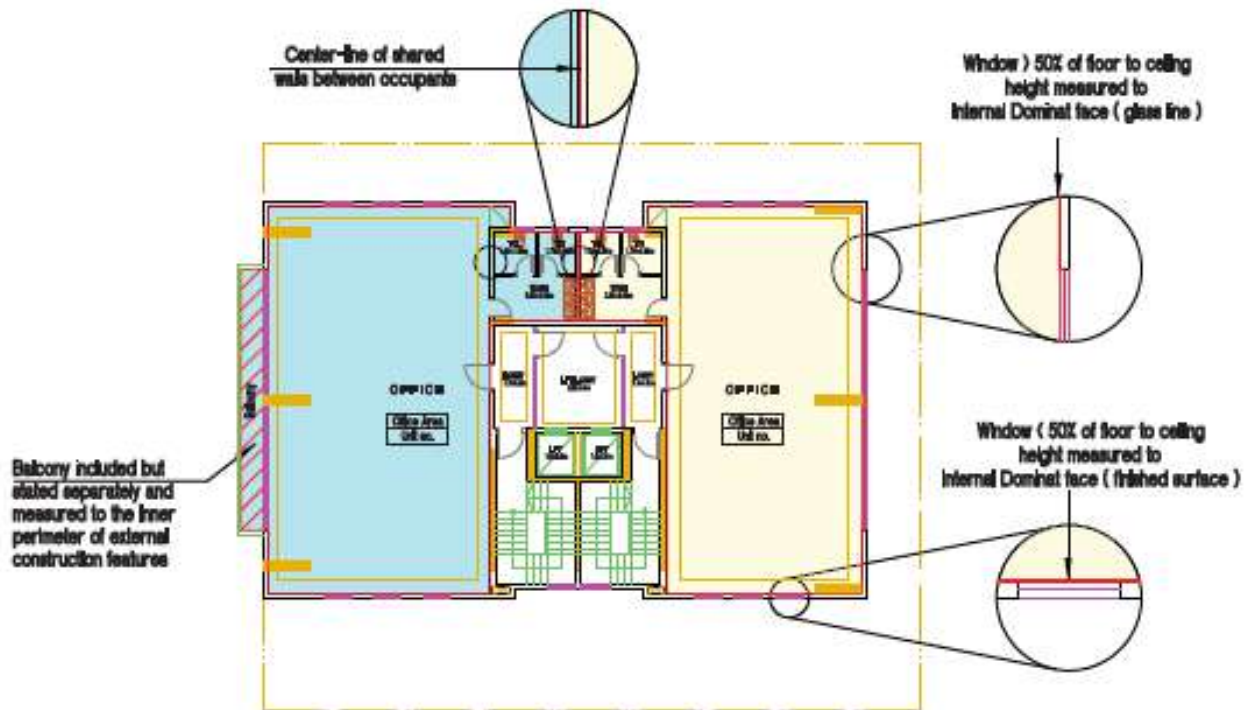 Center-line of shared
walls between occupants
Window > 50% of floor to ceiling
height measured to
Internal Dominat face ( glass line )
OFFICE
Office Area
Unit no.
OFFICE
Office Area
Unit no.
Balcony
Balcony included but
stated separately and
measured to the inner
perimeter of external
construction features
Window < 50% of floor to ceiling
height measured to
Internal Dominat face ( finished surface )